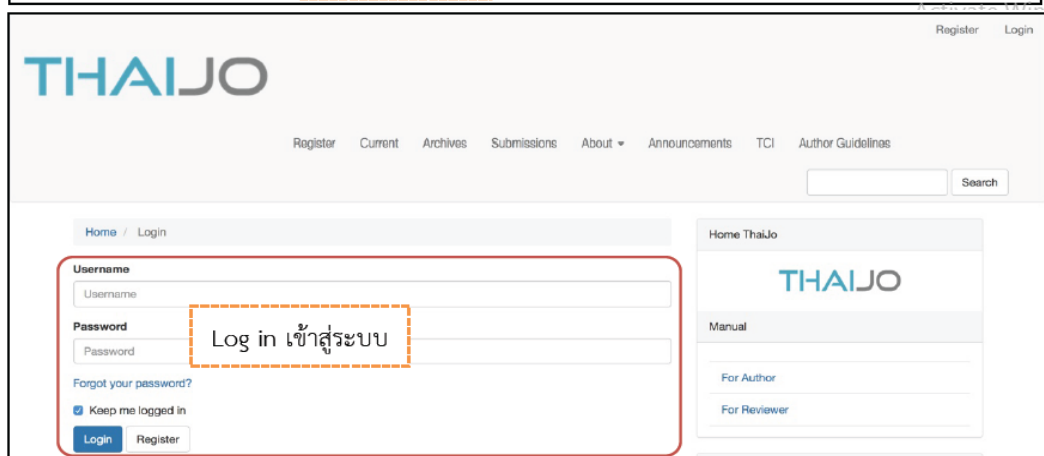 Register Login
THAIJO
Register Current Archives Submissions About Announcements TCI Author Guidelines
Search
Home / Login
Home ThaiJo
Username
Username
THAIJO
Password
Log in เข้าสู่ระบบ
Manual
Password
Forgot your password?
For Author
Keep me logged in
For Reviewer
Login Register